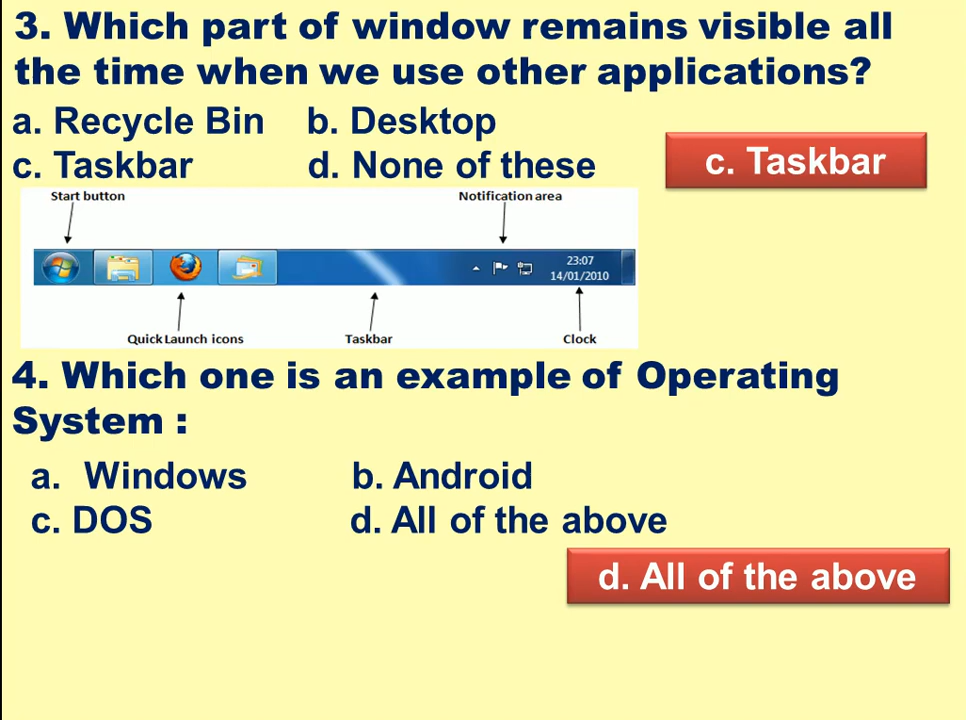 3. Which part of window remains visible all
the time when we use other applications?
a. Recycle Bin b. Desktop
c. Taskbar d. None of these
c. Taskbar
Start button Notification area
23:07
14/01/2010
Quick Launch icons Taskbar Clock
4. Which one is an example of Operating
System :
a. Windows b. Android
c. DOS d. All of the above
d. All of the above